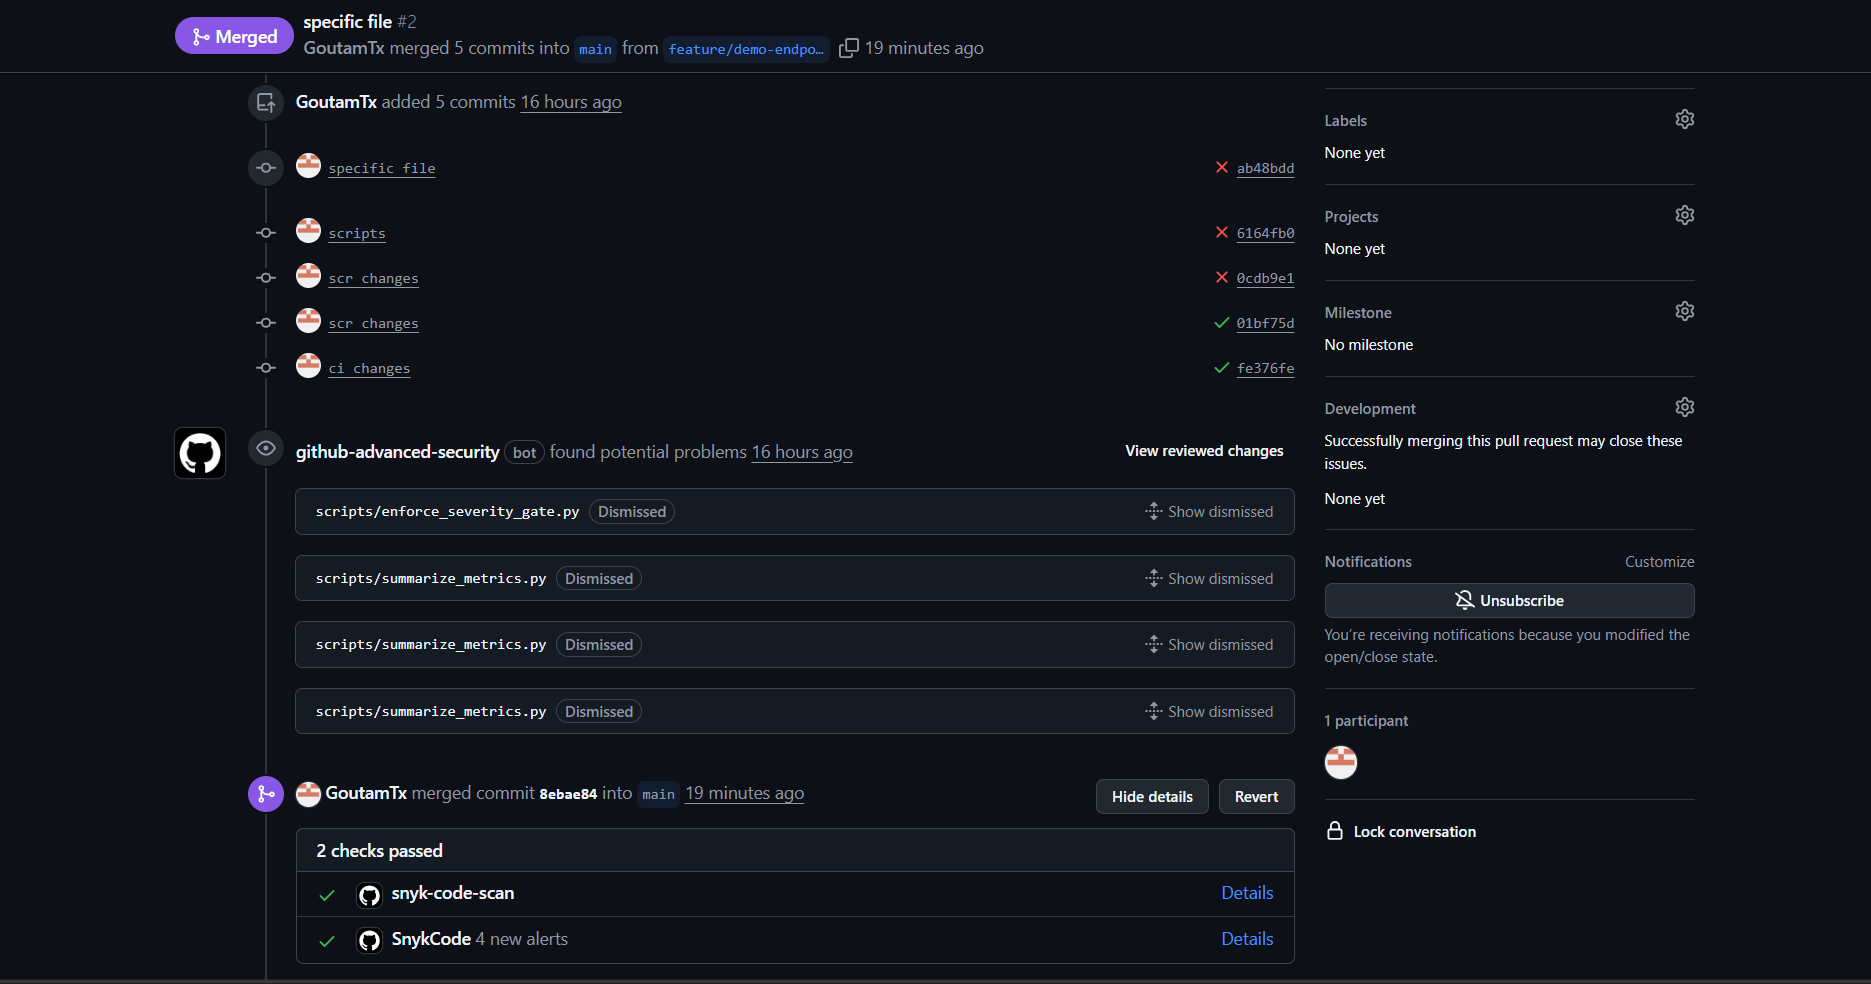 Merged
specific file #2
GoutamTx merged 5 commits into main from feature/demo-endpo... 19 minutes ago
GoutamTx added 5 commits 16 hours ago
specific file ab48bdd
scripts 6164fb0
scr changes 0cdb9e1
scr changes 01bf75d
ci changes fe376fe
github-advanced-security bot found potential problems 16 hours ago View reviewed changes
scripts/enforce_severity_gate.py Dismissed Show dismissed
scripts/summarize_metrics.py Dismissed Show dismissed
scripts/summarize_metrics.py Dismissed Show dismissed
scripts/summarize_metrics.py Dismissed Show dismissed
GoutamTx merged commit 8ebae84 into main 19 minutes ago Hide details Revert
2 checks passed
snyk-code-scan Details
SnykCode 4 new alerts Details
Labels
None yet
Projects
None yet
Milestone
No milestone
Development
Successfully merging this pull request may close these
issues.
None yet
Notifications Customize
Unsubscribe
You're receiving notifications because you modified the
open/close state.
1 participant
Lock conversation